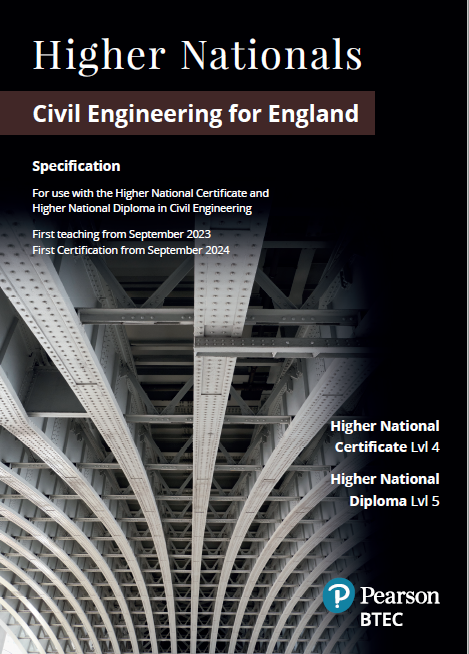 Higher Nationals
Civil Engineering for England
Specification
For use with the Higher National Certificate and
Higher National Diploma in Civil Engineering
First teaching from September 2023
First Certification from September 2024
Higher National
Certificate Lvl 4
Higher National
Diploma Lvl 5
Pearson
BTEC